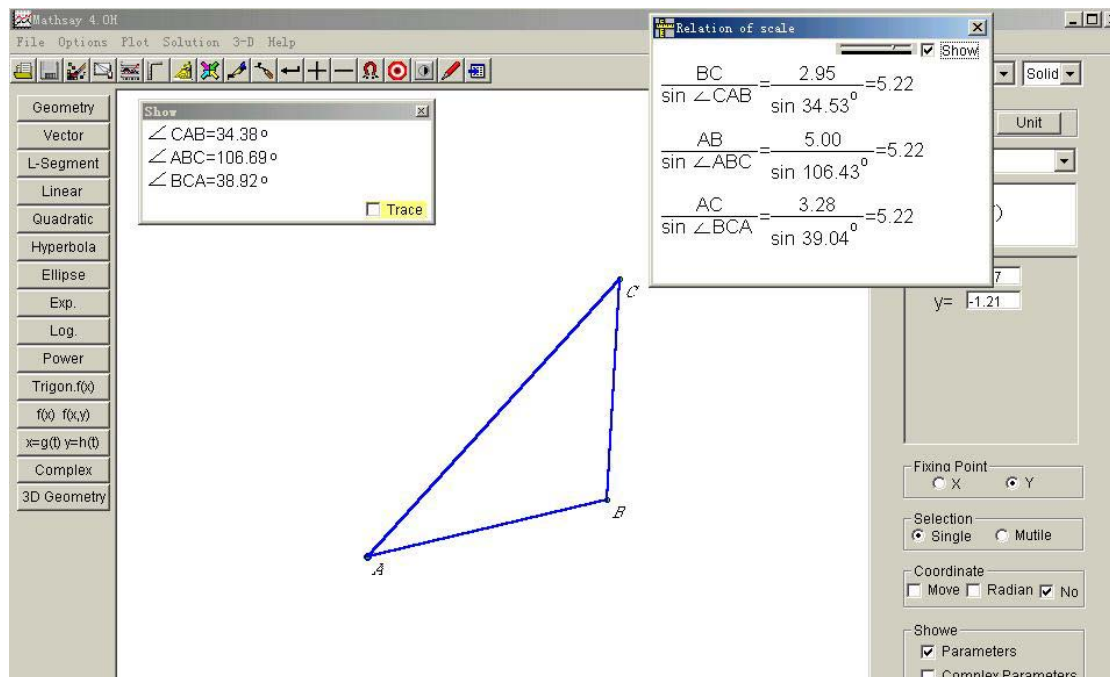 Mathsay 4.0H
File Options Plot Solution 3-D Help
Geometry
Vector
L-Segment
Linear
Quadratic
Hyperbola
Ellipse
Exp.
Log.
Power
Trigon.f(x)
f(x) f(x,y)
x=g(t) y=h(t)
Complex
3D Geometry
Show
∠CAB=34.38°
∠ABC=106.69°
∠BCA=38.92°
Trace
C
B
A
Relation of scale
Show
BC / sin ∠CAB = 2.95 / sin 34.53° =5.22
AB / sin ∠ABC = 5.00 / sin 106.43° =5.22
AC / sin ∠BCA = 3.28 / sin 39.04° =5.22
Solid
Unit
)
7
y= -1.21
Fixing Point
X Y
Selection
Single Mutile
Coordinate
Move Radian No
Showe
Parameters
Complex Parameters